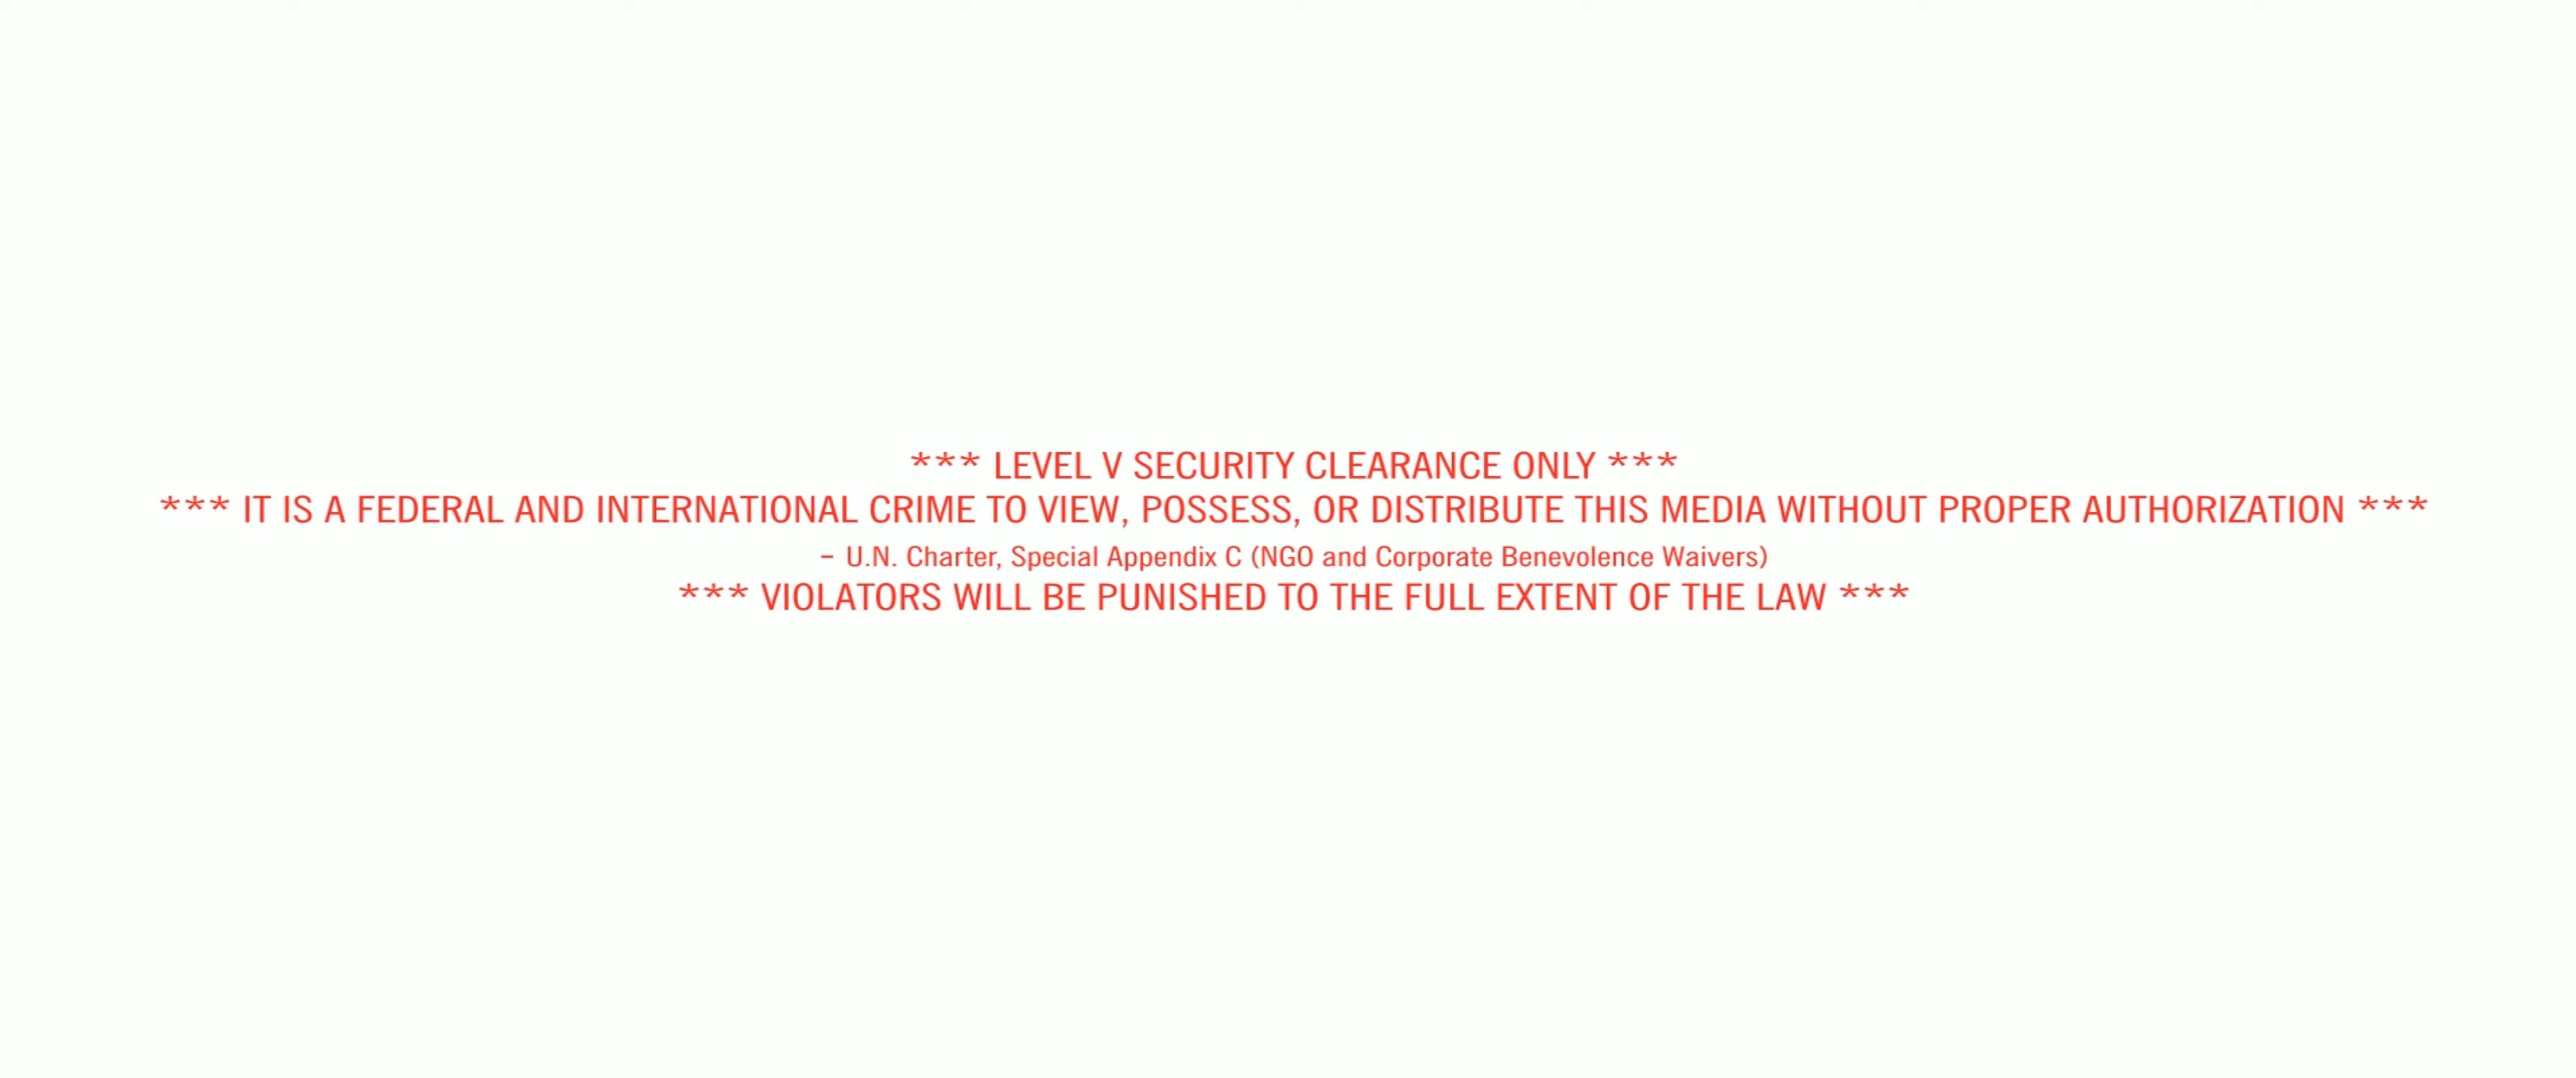 *** LEVEL V SECURITY CLEARANCE ONLY ***
*** IT IS A FEDERAL AND INTERNATIONAL CRIME TO VIEW, POSSESS, OR DISTRIBUTE THIS MEDIA WITHOUT PROPER AUTHORIZATION ***
– U.N. Charter, Special Appendix C (NGO and Corporate Benevolence Waivers)
*** VIOLATORS WILL BE PUNISHED TO THE FULL EXTENT OF THE LAW ***